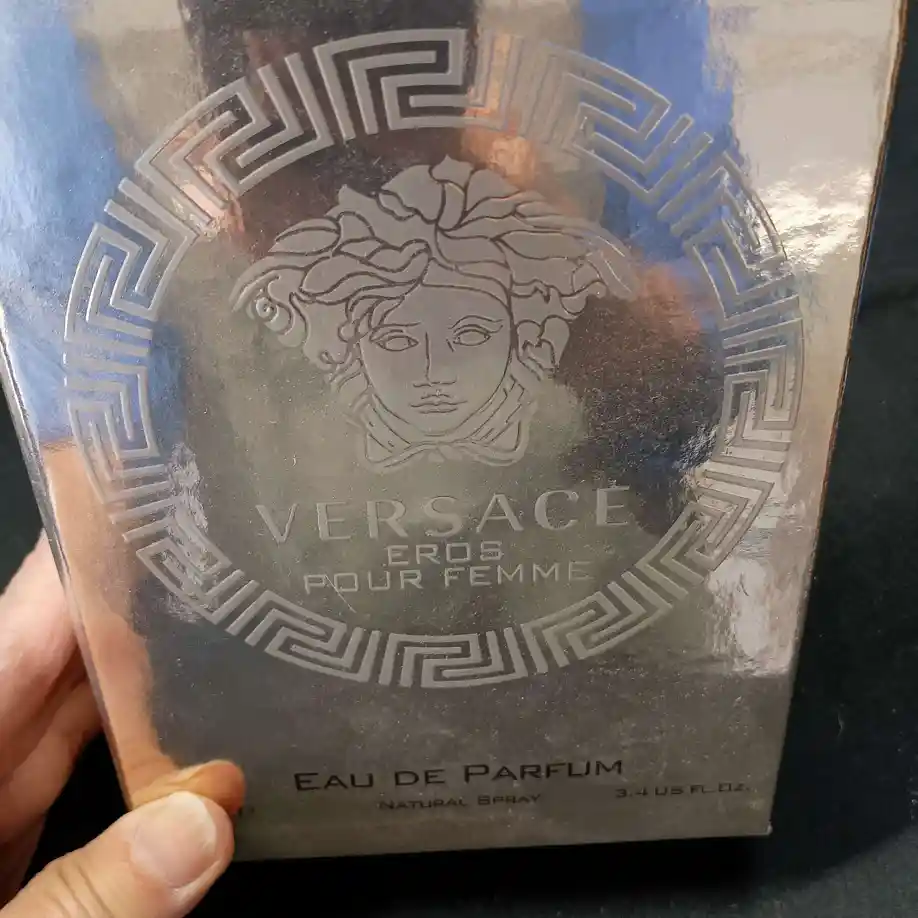 VERSACE
EROS
POUR FEMME
EAU DE PARFUM
NATURAL SPRAY
3.4 US FL.OZ.